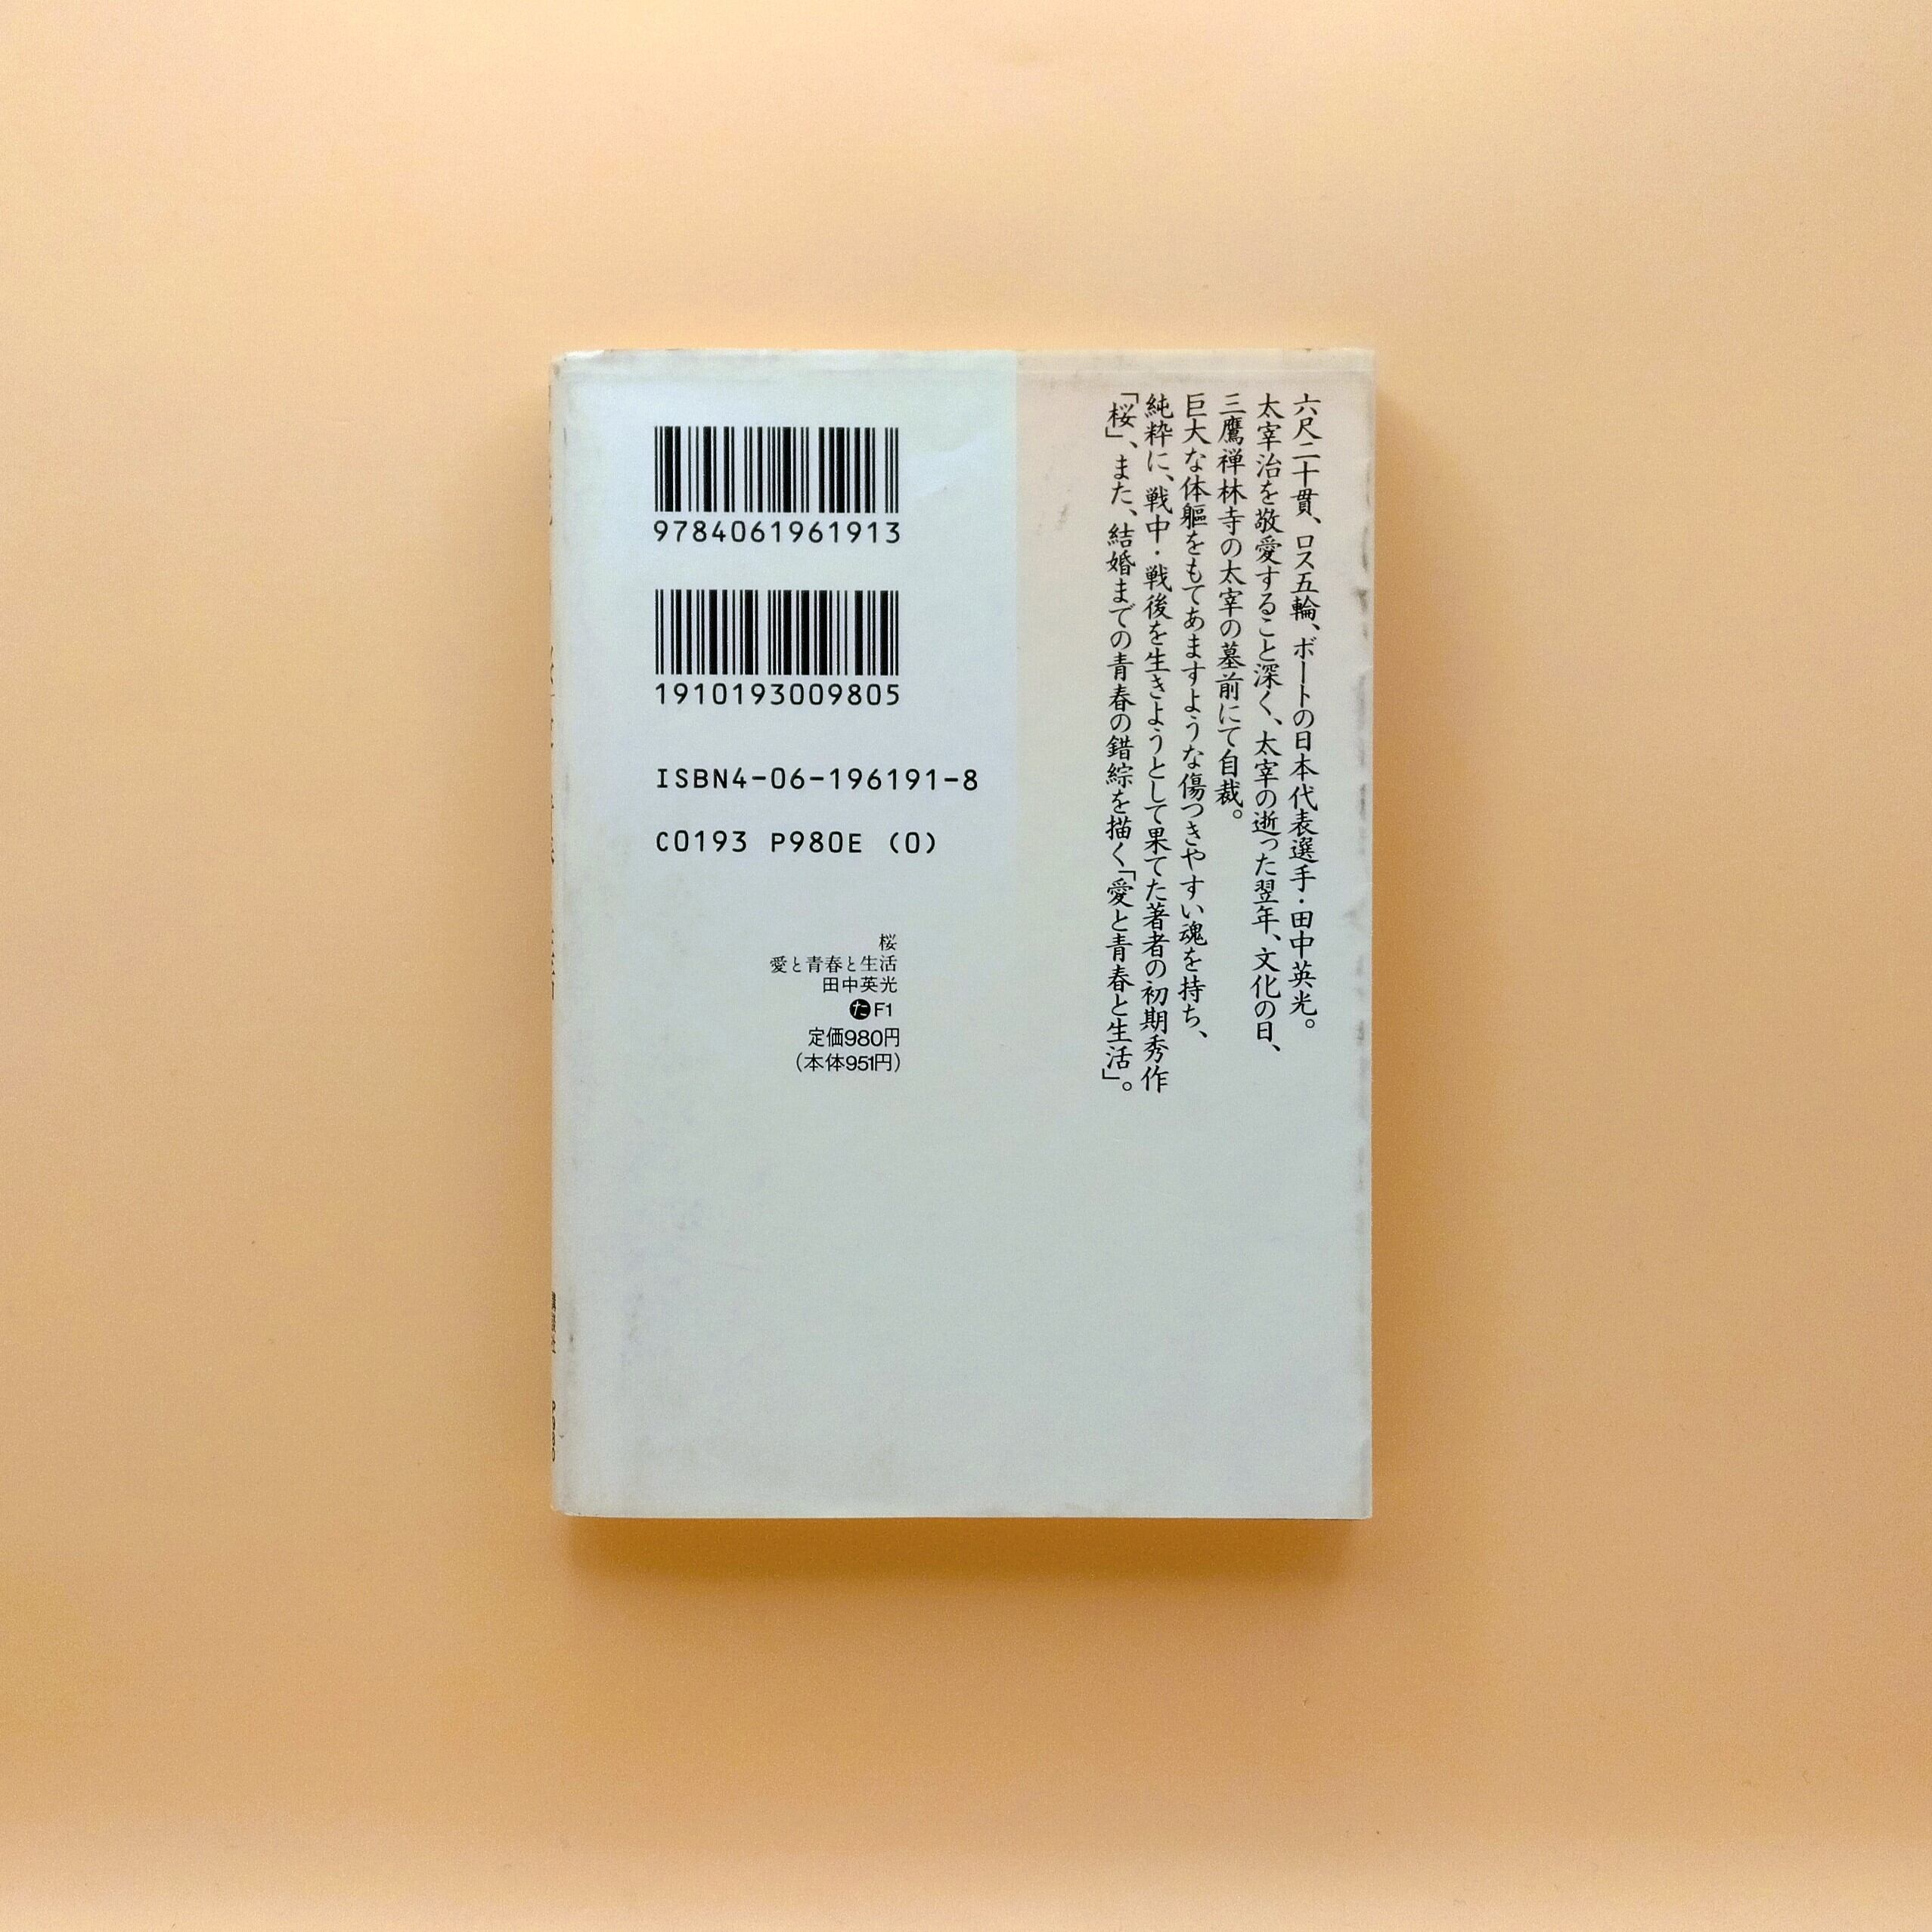 六尺二十貫、ロス五輪、ボートの日本代表選手・田中英光。
太宰治を敬愛すること深く、太宰の逝った翌年、文化の日、
三鷹禅林寺の太宰の墓前にて自裁。
巨大な体軀をもてあますような傷つきやすい魂を持ち、
純粋に、戦中・戦後を生きようとして果てた著者の初期秀作
「桜」、また、結婚までの青春の錯綜を描く「愛と青春と生活」。
9784061961913
1910193009805
ISBN4-06-196191-8
C0193 P980E (0)
桜
愛と青春と生活
田中英光
たF1
定価980円
(本体951円)